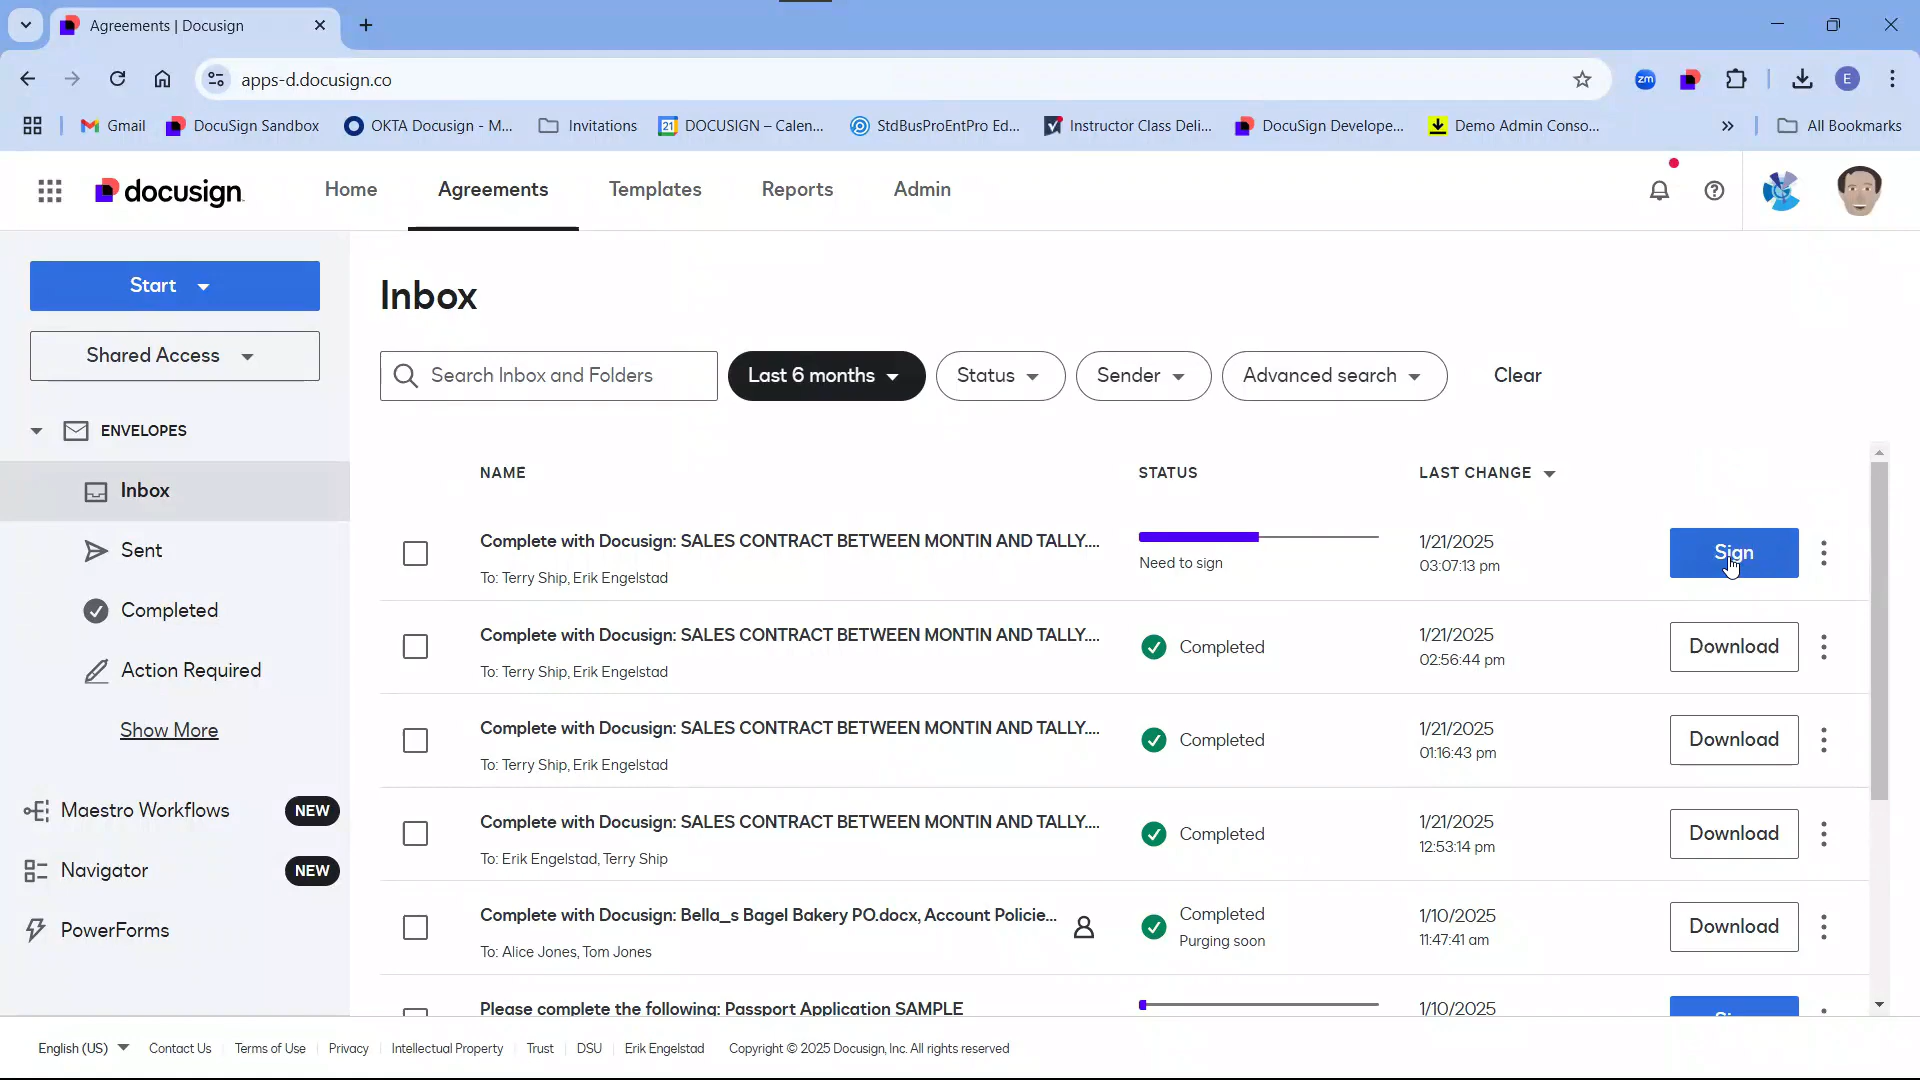 Agreements | Docusign
apps-d.docusign.co
zm
E
Gmail
DocuSign Sandbox
OKTA Docusign - M...
Invitations
DOCUSIGN – Calen...
StdBusProEntPro Ed...
Instructor Class Deli...
DocuSign Develope...
Demo Admin Conso...
All Bookmarks
docusign
Home
Agreements
Templates
Reports
Admin
Start
Shared Access
ENVELOPES
Inbox
Sent
Completed
Action Required
Show More
Maestro Workflows
NEW
Navigator
NEW
PowerForms
Inbox
Search Inbox and Folders
Last 6 months
Status
Sender
Advanced search
Clear
NAME
STATUS
LAST CHANGE
Complete with Docusign: SALES CONTRACT BETWEEN MONTIN AND TALLY....
To: Terry Ship, Erik Engelstad
Need to sign
1/21/2025
03:07:13 pm
Sign
Complete with Docusign: SALES CONTRACT BETWEEN MONTIN AND TALLY....
To: Terry Ship, Erik Engelstad
Completed
1/21/2025
02:56:44 pm
Download
Complete with Docusign: SALES CONTRACT BETWEEN MONTIN AND TALLY....
To: Terry Ship, Erik Engelstad
Completed
1/21/2025
01:16:43 pm
Download
Complete with Docusign: SALES CONTRACT BETWEEN MONTIN AND TALLY....
To: Erik Engelstad, Terry Ship
Completed
1/21/2025
12:53:14 pm
Download
Complete with Docusign: Bella_s Bagel Bakery PO.docx, Account Policie...
To: Alice Jones, Tom Jones
Completed
Purging soon
1/10/2025
11:47:41 am
Download
Please complete the following: Passport Application SAMPLE
1/10/2025
English (US)
Contact Us
Terms of Use
Privacy
Intellectual Property
Trust
DSU
Erik Engelstad
Copyright © 2025 Docusign, Inc. All rights reserved